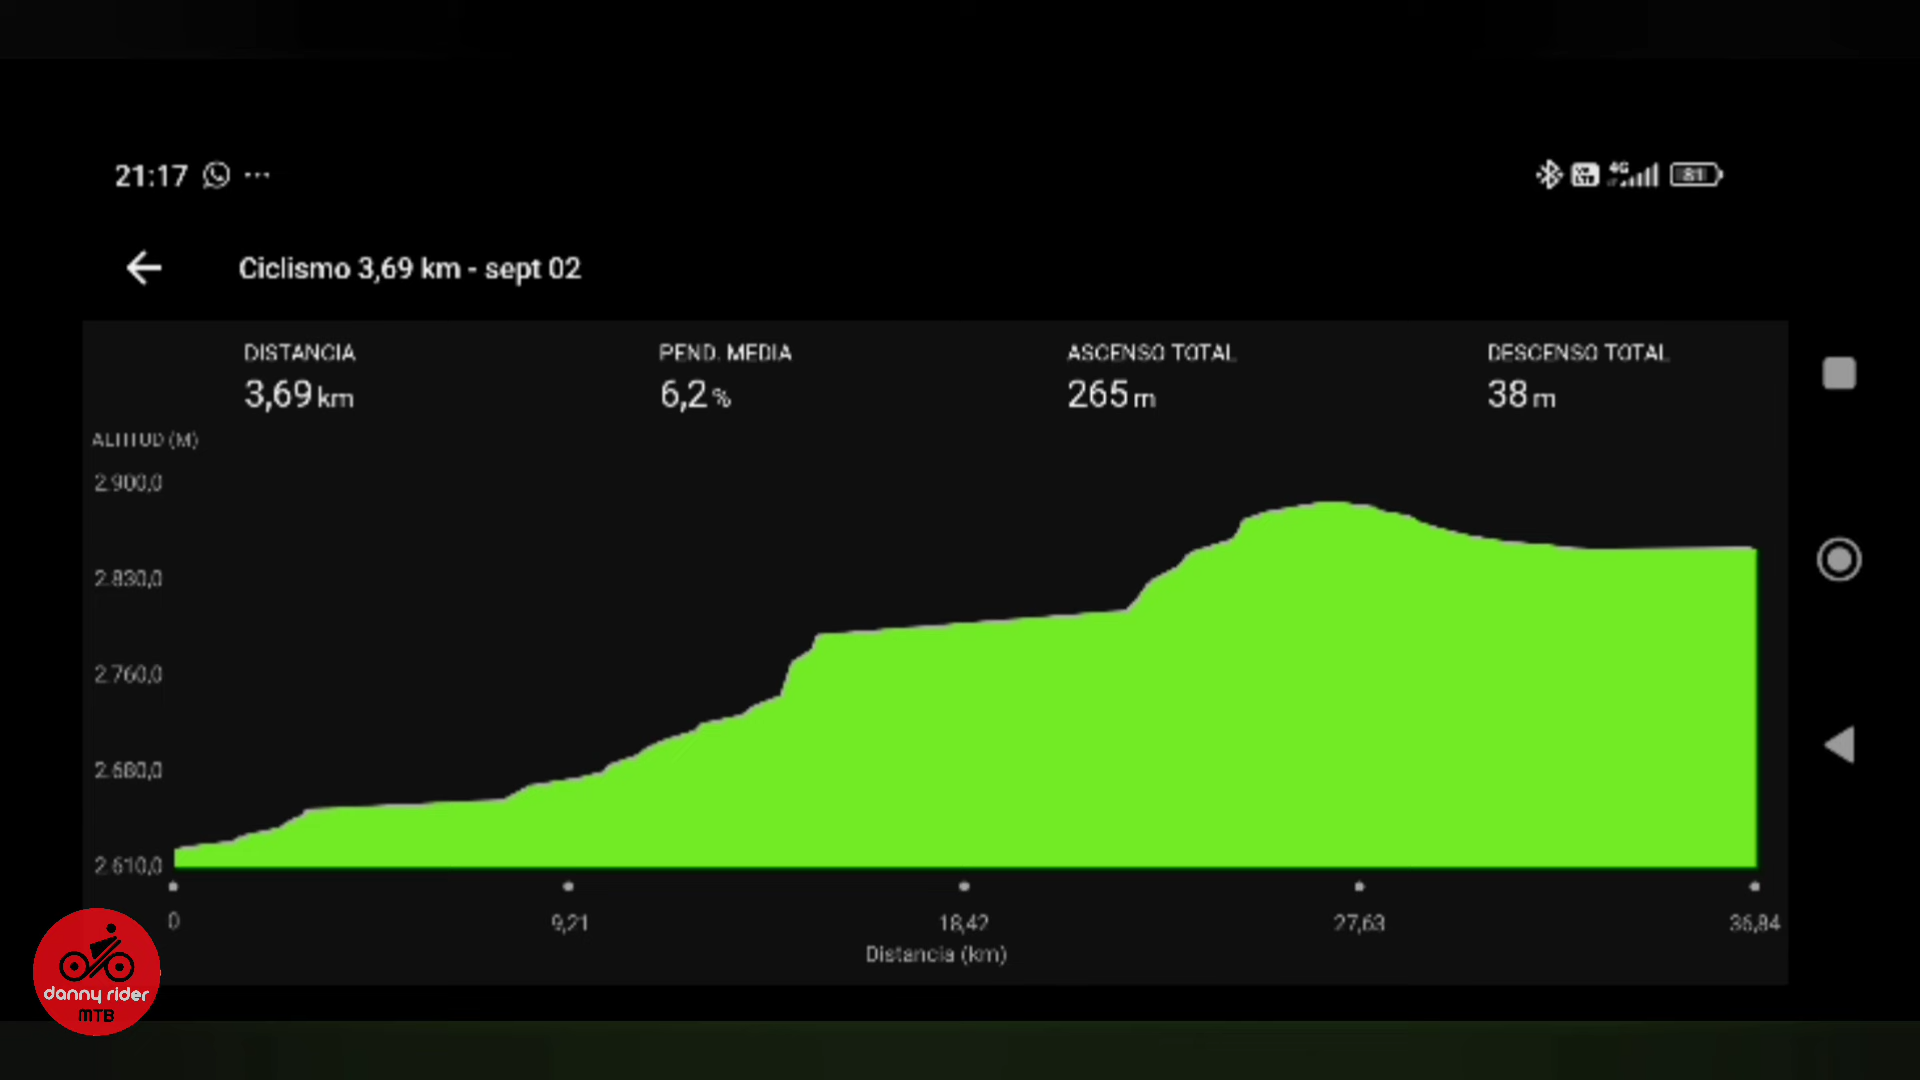 21:17 ...
4G 81
Ciclismo 3,69 km - sept 02
DISTANCIA PEND. MEDIA ASCENSO TOTAL DESCENSO TOTAL
3,69 km 6,2 % 265 m 38 m
ALTITUD (M)
2.900,0
2.830,0
2.760,0
2.680,0
2.610,0
0 9,21 18,42 27,63 36,84
Distancia (km)
danny rider
MTB